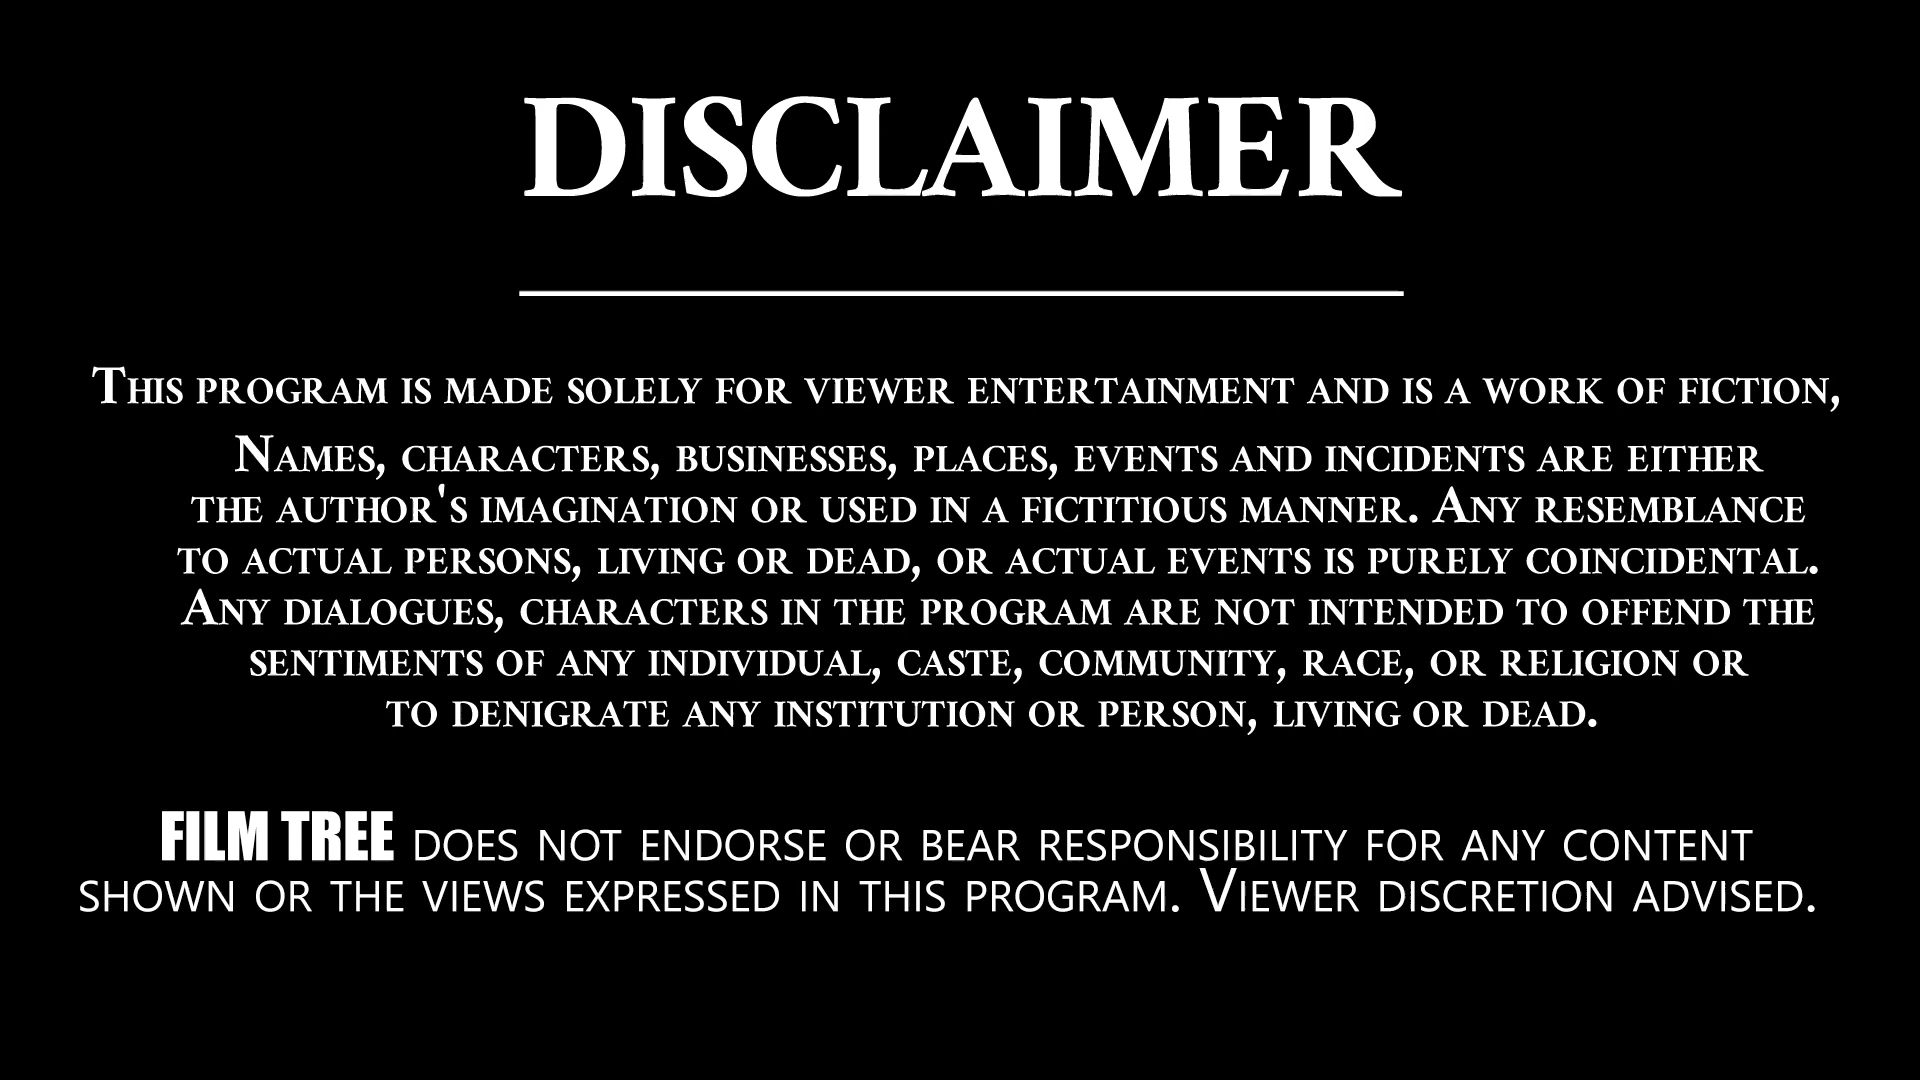 DISCLAIMER
This program is made solely for viewer entertainment and is a work of fiction,
Names, characters, businesses, places, events and incidents are either
the author's imagination or used in a fictitious manner. Any resemblance
to actual persons, living or dead, or actual events is purely coincidental.
Any dialogues, characters in the program are not intended to offend the
sentiments of any individual, caste, community, race, or religion or
to denigrate any institution or person, living or dead.
FILM TREE does not endorse or bear responsibility for any content
shown or the views expressed in this program. Viewer discretion advised.